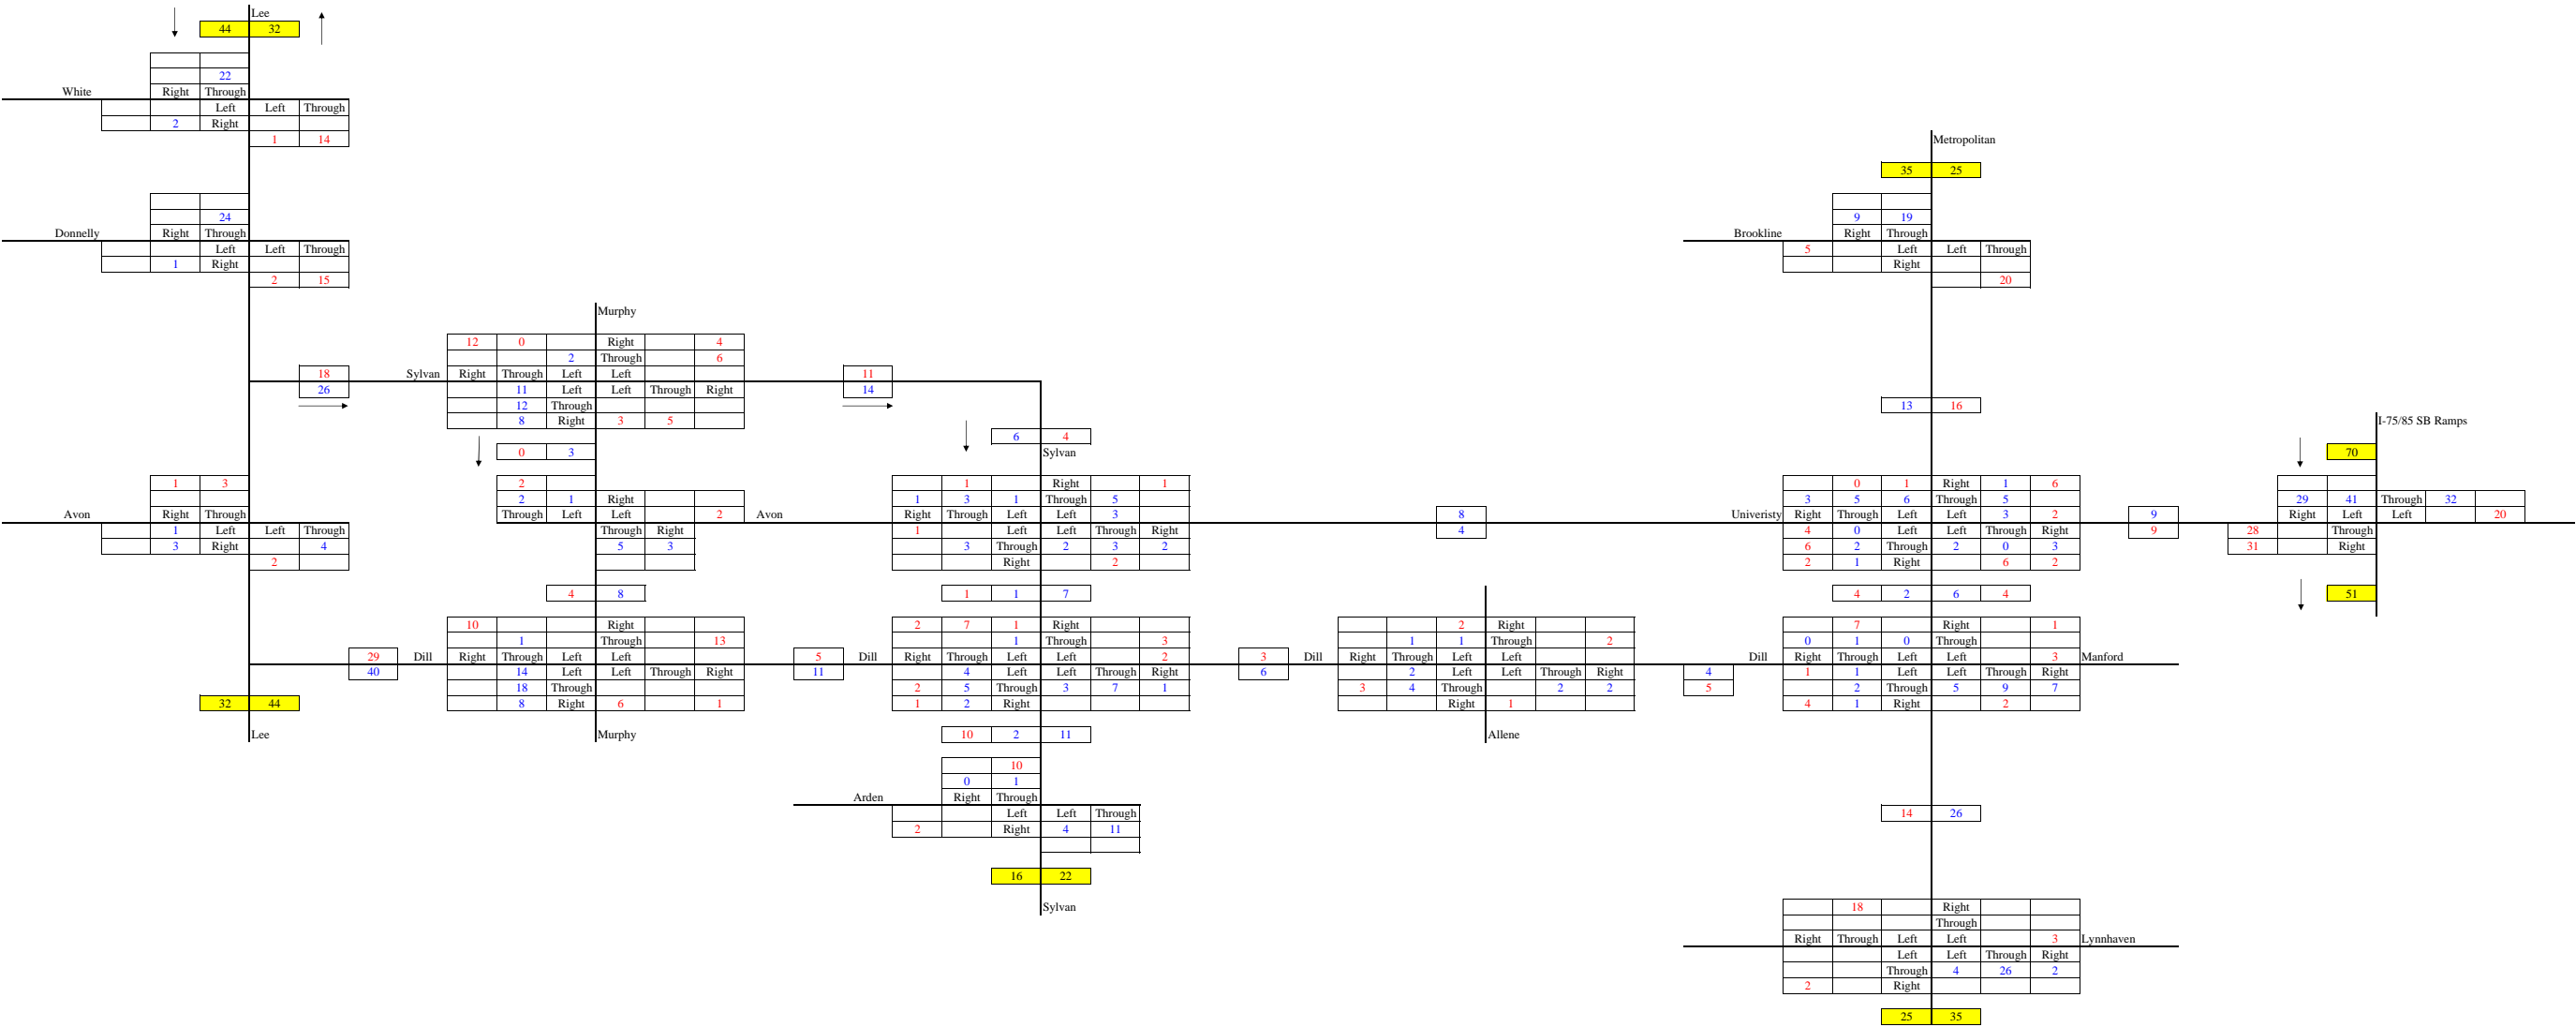 Lee
44 32
22
White Right Through
Left Left Through
2 Right
1 14
Metropolitan
35 25
24
9 19
Donnelly Right Through
Brookline Right Through
Left Left Through
5 Left Left Through
1 Right
Right
2 15
20
Murphy
12 0 Right 4
2 Through 6
18 Sylvan Right Through Left Left 11
26 11 Left Left Through Right 14
12 Through
13 16
8 Right 3 5
I-75/85 SB Ramps
6 4
0 3 Sylvan 70
1 3 2 1 Right 1 0 1 Right 1 6
2 1 Right 1 3 1 Through 5 3 5 6 Through 5 29 41 Through 32
Avon Right Through Through Left Left 2 Avon Right Through Left Left 3 8 Univeristy Right Through Left Left 3 2 9 Right Left Left 20
1 Left Left Through Through Right 1 Left Left Through Right 4 4 0 Left Left Through Right 9 28 Through
3 Right 4 5 3 3 Through 2 3 2 6 2 Through 2 0 3 31 Right
2 Right 2 2 1 Right 6 2
4 8 1 1 7 4 2 6 4 51
10 Right 2 7 1 Right 2 Right 7 Right 1
1 Through 13 1 Through 3 1 1 Through 2 0 1 0 Through
29 Dill Right Through Left Left 5 Dill Right Through Left Left 2 3 Dill Right Through Left Left 4 Dill Right Through Left Left 3 Manford
40 14 Left Left Through Right 11 4 Left Left Through Right 6 2 Left Left Through Right 5 1 1 Left Left Through Right
18 Through 2 5 Through 3 7 1 3 4 Through 2 2 2 Through 5 9 7
32 44 8 Right 6 1 1 2 Right Right 1 4 1 Right 2
Lee Murphy 10 2 11 Allene
10
0 1
Arden Right Through
Left Left Through 14 26
2 Right 4 11
16 22
Sylvan
18 Right
Through
Right Through Left Left 3 Lynnhaven
Left Left Through Right
Through 4 26 2
2 Right
25 35